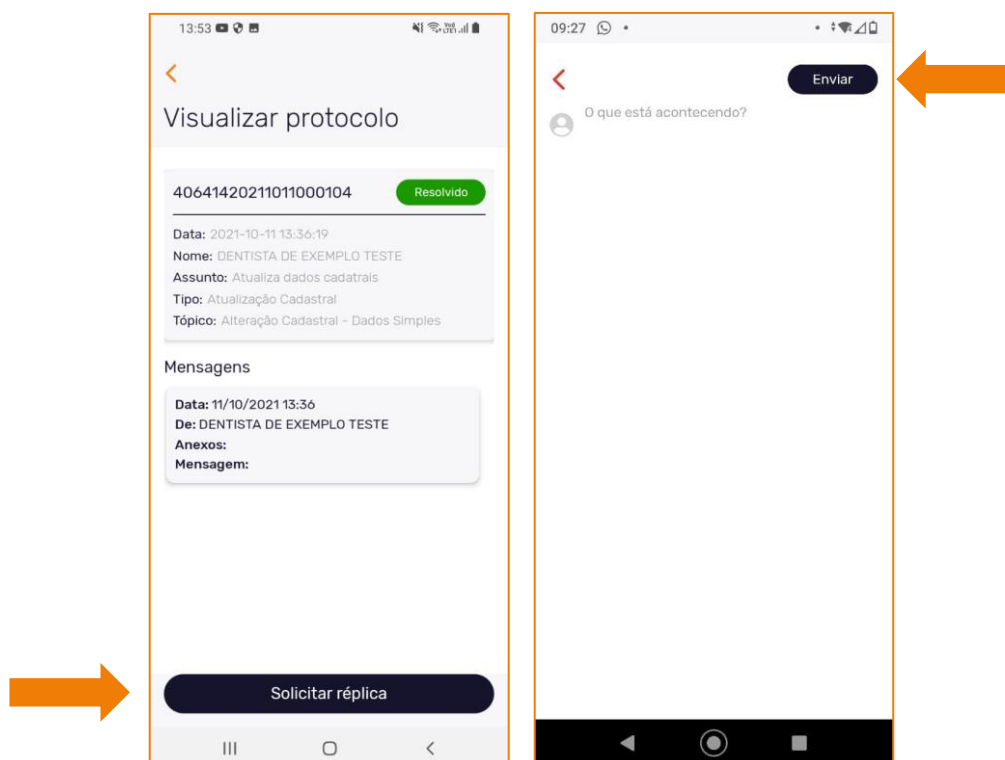 13:53
Visualizar protocolo
40641420211011000104 Resolvido
Data: 2021-10-11 13:36:19
Nome: DENTISTA DE EXEMPLO TESTE
Assunto: Atualiza dados cadatrais
Tipo: Atualização Cadastral
Tópico: Alteração Cadastral - Dados Simples
Mensagens
Data: 11/10/2021 13:36
De: DENTISTA DE EXEMPLO TESTE
Anexos:
Mensagem:
Solicitar réplica
09:27
Enviar
O que está acontecendo?